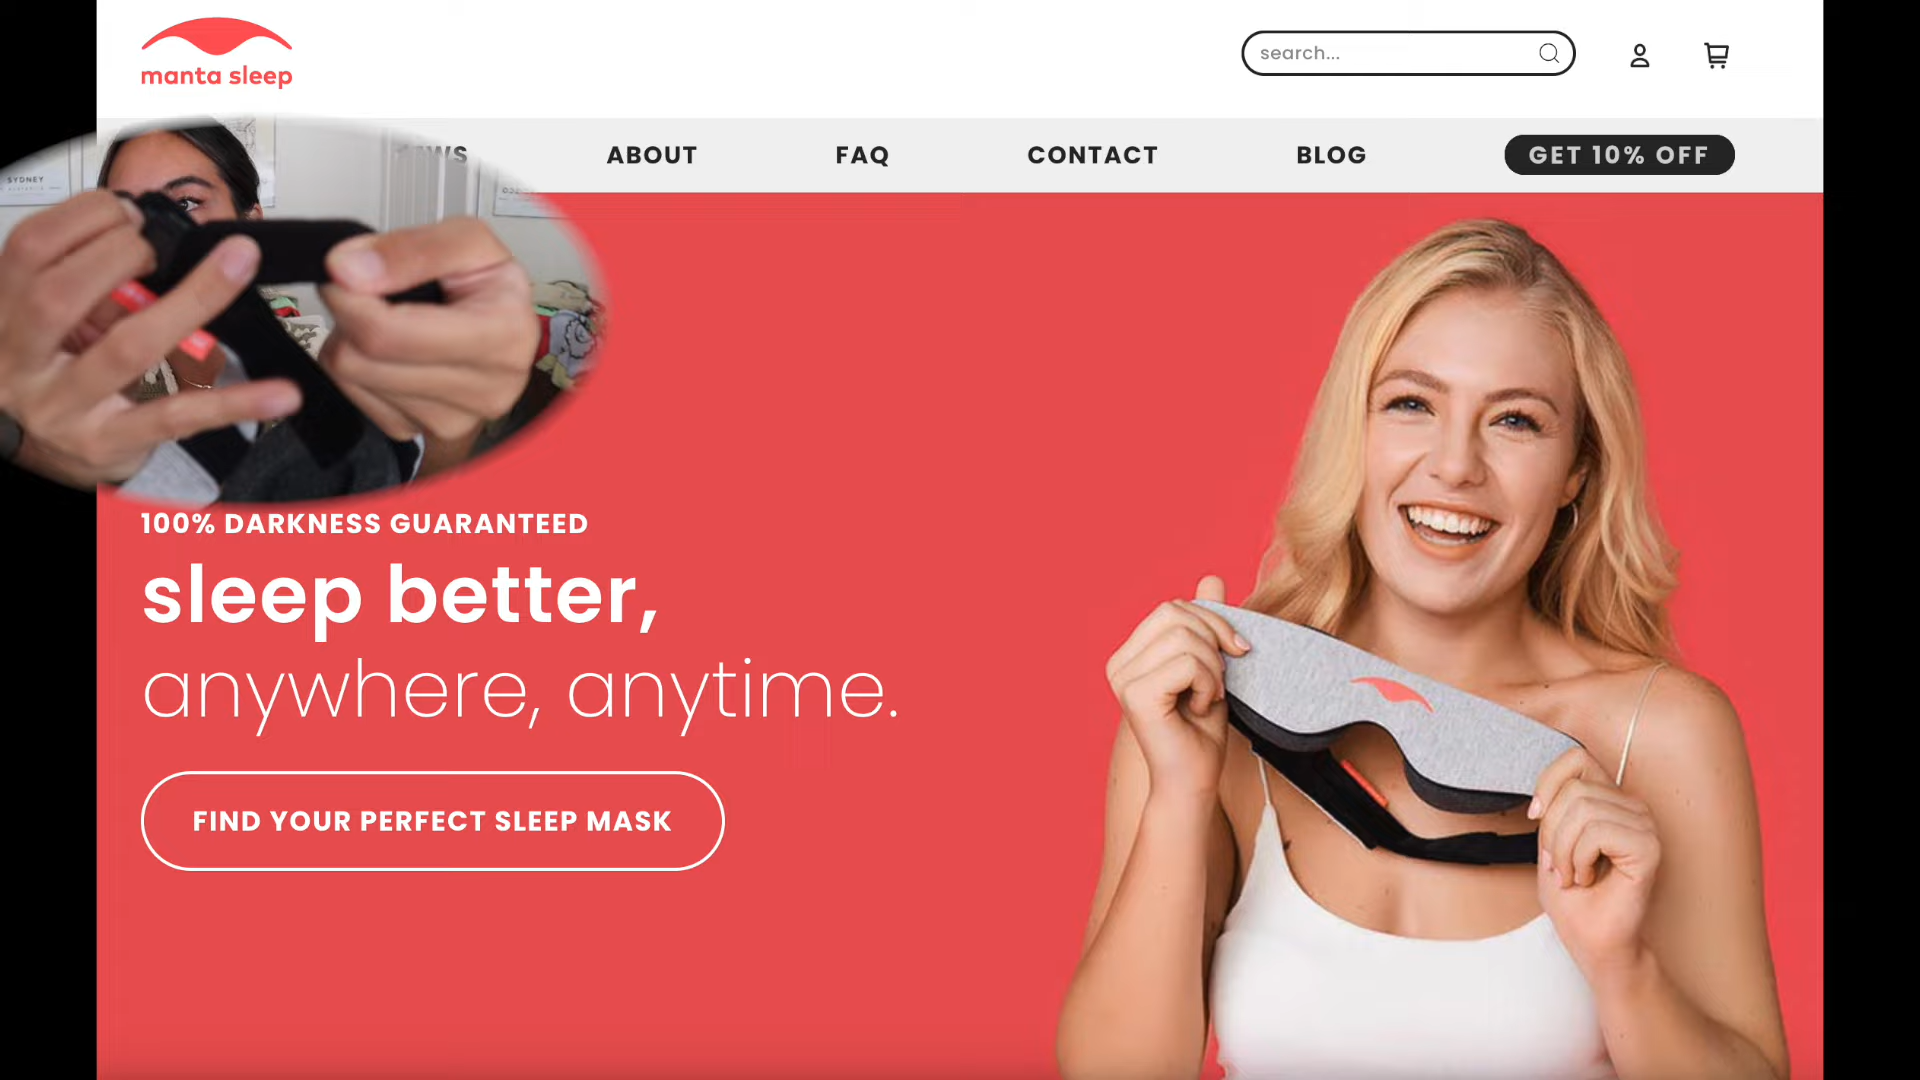 manta sleep
search...
ABOUT
FAQ
CONTACT
BLOG
GET 10% OFF
SYDNEY
100% DARKNESS GUARANTEED
sleep better,
anywhere, anytime.
FIND YOUR PERFECT SLEEP MASK